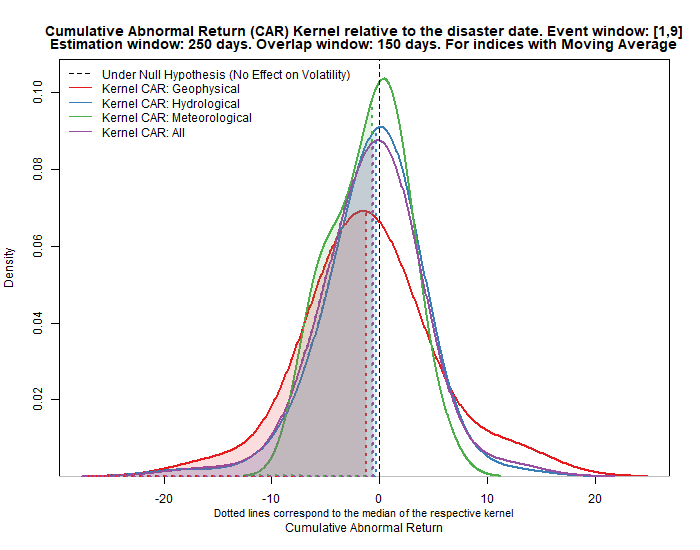 Cumulative Abnormal Return (CAR) Kernel relative to the disaster date. Event window: [1,9]
Estimation window: 250 days. Overlap window: 150 days. For indices with Moving Average
Under Null Hypothesis (No Effect on Volatility)
Kernel CAR: Geophysical
Kernel CAR: Hydrological
Kernel CAR: Meteorological
Kernel CAR: All
Density
0.10
0.08
0.06
0.04
0.02
-20 -10 0 10 20
Dotted lines correspond to the median of the respective kernel
Cumulative Abnormal Return